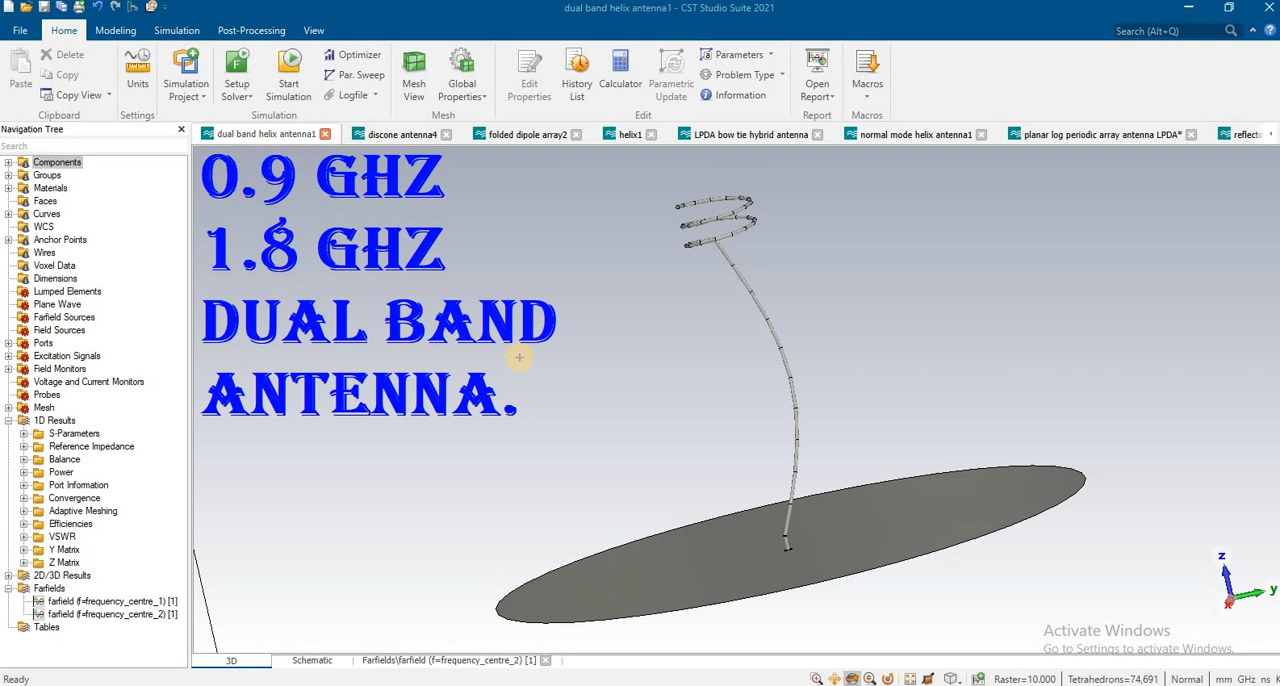 dual band helix antenna1 - CST Studio Suite 2021
File Home Modeling Simulation Post-Processing View Search (Alt+Q)
Paste
Delete
Copy
Copy View
Clipboard
Units
Settings
Simulation Project
Setup Solver
Start Simulation
Optimizer
Par. Sweep
Logfile
Simulation
Mesh View
Global Properties
Mesh
Edit Properties
History List
Calculator
Parametric Update
Parameters
Problem Type
Information
Edit
Open Report
Report
Macros
Macros
Navigation Tree
dual band helix antenna1 discone antenna4 folded dipole array2 helix1 LPDA bow tie hybrid antenna normal mode helix antenna1 planar log periodic array antenna LPDA* reflecto
Search
Components
Groups
Materials
Faces
Curves
WCS
Anchor Points
Wires
Voxel Data
Dimensions
Lumped Elements
Plane Wave
Farfield Sources
Field Sources
Ports
Excitation Signals
Field Monitors
Voltage and Current Monitors
Probes
Mesh
1D Results
S-Parameters
Reference Impedance
Balance
Power
Port Information
Convergence
Adaptive Meshing
Efficiencies
VSWR
Y Matrix
Z Matrix
2D/3D Results
Farfields
farfield (f=frequency_centre_1) [1]
farfield (f=frequency_centre_2) [1]
Tables
0.9 GHZ
1.8 GHZ
DUAL BAND
ANTENNA.
z
y
x
Activate Windows
Go to Settings to activate Windows.
3D Schematic Farfields\farfield (f=frequency_centre_2) [1]
Ready Raster=10.000 Tetrahedrons=74,691 Normal mm GHz ns K